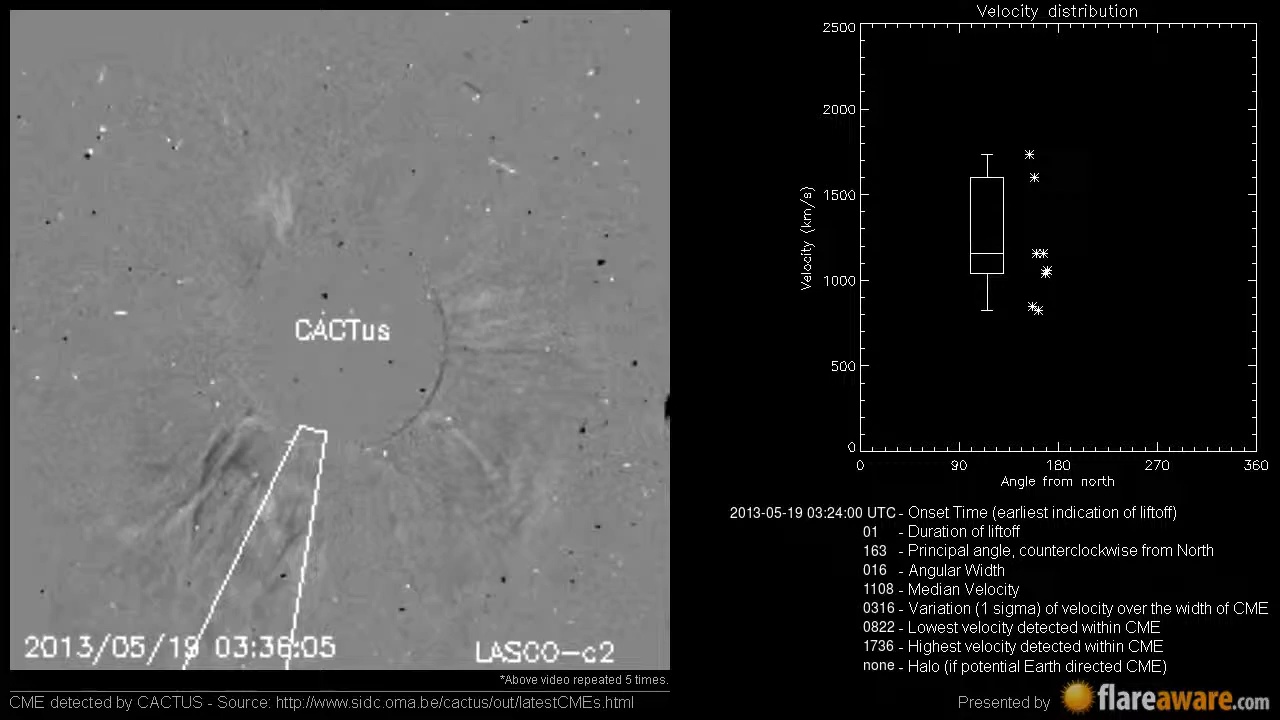 CACTus
2013/05/19 03:36:05
LASCO-c2
*Above video repeated 5 times.
CME detected by CACTUS - Source: http://www.sidc.oma.be/cactus/out/latestCMEs.html
Velocity distribution
2500
2000
1500
1000
500
0
Velocity (km/s)
0 90 180 270 360
Angle from north
2013-05-19 03:24:00 UTC - Onset Time (earliest indication of liftoff)
01 - Duration of liftoff
163 - Principal angle, counterclockwise from North
016 - Angular Width
1108 - Median Velocity
0316 - Variation (1 sigma) of velocity over the width of CME
0822 - Lowest velocity detected within CME
1736 - Highest velocity detected within CME
none - Halo (if potential Earth directed CME)
Presented by flareaware.com